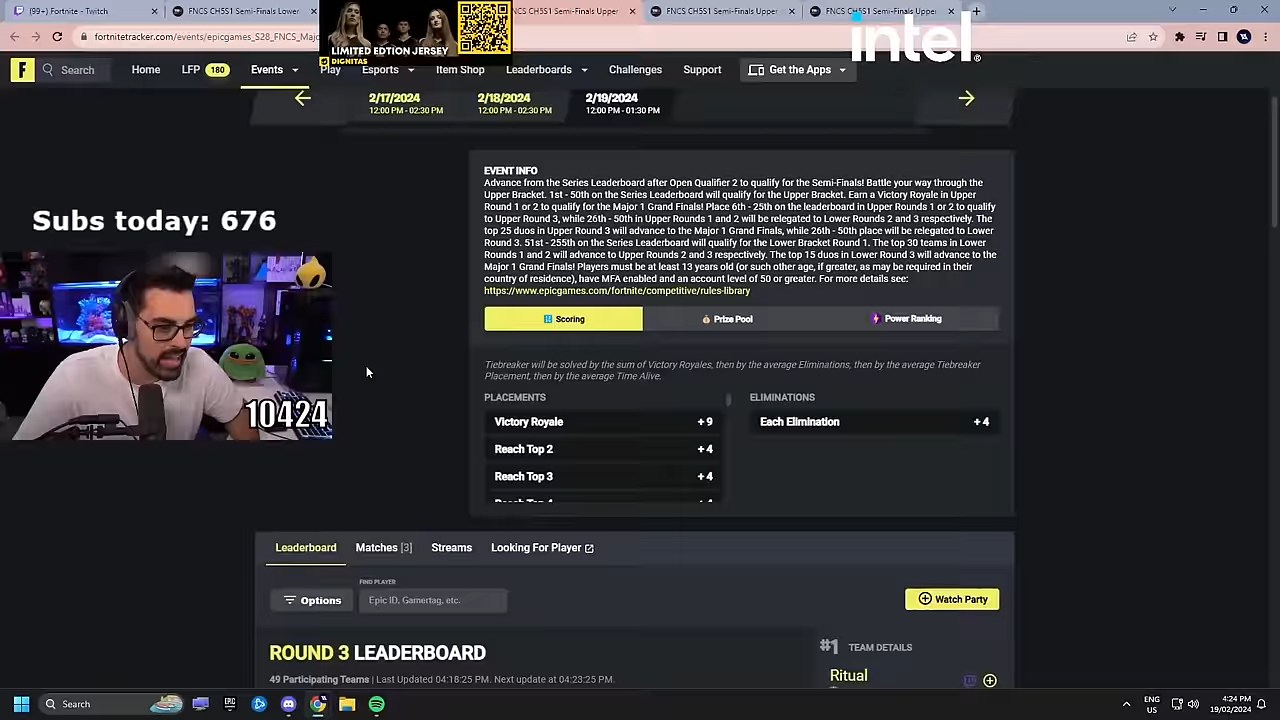 (99+) Fortnite - Twitch
FNCS CH5S1 Semi-Finals Lower
FNCS CH5S1 Semi-Finals Upper
FNCS CH5S1 Semi-Finals Upper
FNCS CH5S1 Semi-Finals Upper
fortnitetracker.com/events/epicgames_S28_FNCS_Majo
LIMITED EDTION JERSEY
DIGNITAS
intel®
F
Search
Home
LFP 180
Events
Play
Esports
Item Shop
Leaderboards
Challenges
Support
Get the Apps
2/17/2024
12:00 PM - 02:30 PM
2/18/2024
12:00 PM - 02:30 PM
2/19/2024
12:00 PM - 01:30 PM
Subs today: 676
10424
EVENT INFO
Advance from the Series Leaderboard after Open Qualifier 2 to qualify for the Semi-Finals! Battle your way through the
Upper Bracket. 1st - 50th on the Series Leaderboard will qualify for the Upper Bracket. Earn a Victory Royale in Upper
Round 1 or 2 to qualify for the Major 1 Grand Finals! Place 6th - 25th on the leaderboard in Upper Rounds 1 or 2 to qualify
to Upper Round 3, while 26th - 50th in Upper Rounds 1 and 2 will be relegated to Lower Rounds 2 and 3 respectively. The
top 25 duos in Upper Round 3 will advance to the Major 1 Grand Finals, while 26th - 50th place will be relegated to Lower
Round 3. 51st - 255th on the Series Leaderboard will qualify for the Lower Bracket Round 1. The top 30 teams in Lower
Rounds 1 and 2 will advance to Upper Rounds 2 and 3 respectively. The top 15 duos in Lower Round 3 will advance to the
Major 1 Grand Finals! Players must be at least 13 years old (or such other age, if greater, as may be required in their
country of residence), have MFA enabled and an account level of 50 or greater. For more details see:
https://www.epicgames.com/fortnite/competitive/rules-library
Scoring
Prize Pool
Power Ranking
Tiebreaker will be solved by the sum of Victory Royales, then by the average Eliminations, then by the average Tiebreaker
Placement, then by the average Time Alive.
PLACEMENTS
Victory Royale +9
Reach Top 2 +4
Reach Top 3 +4
Reach Top 4 +4
ELIMINATIONS
Each Elimination +4
Leaderboard
Matches [3]
Streams
Looking For Player
Options
FIND PLAYER
Epic ID, Gamertag, etc.
Watch Party
ROUND 3 LEADERBOARD
49 Participating Teams | Last Updated 04:18:25 PM. Next update at 04:23:25 PM.
#1 TEAM DETAILS
Ritual
Search
ENG
US
4:24 PM
19/02/2024